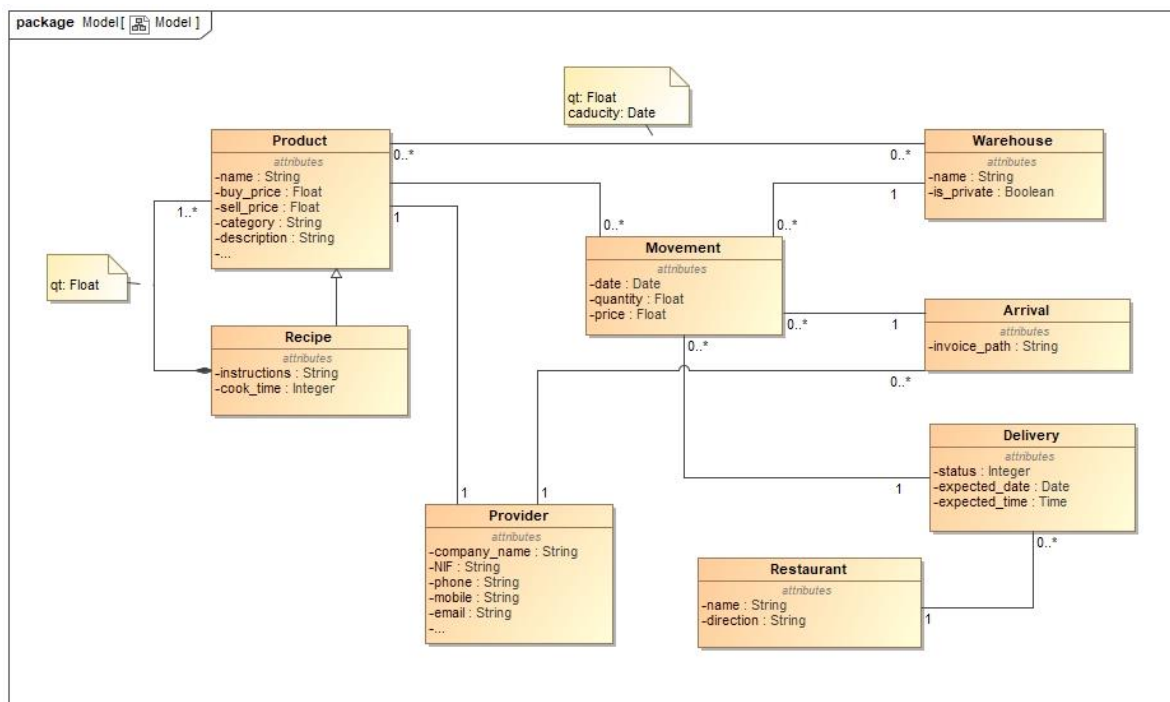 package Model[ Model ]
qt: Float
caducity: Date
Product
attributes
-name : String
-buy_price : Float
-sell_price : Float
-category : String
-description : String
-...
0..*
0..*
Warehouse
attributes
-name : String
-is_private : Boolean
1..*
1
0..*
0..*
1
Movement
attributes
-date : Date
-quantity : Float
-price : Float
qt: Float
0..*
1
Arrival
attributes
-invoice_path : String
Recipe
attributes
-instructions : String
-cook_time : Integer
0..*
0..*
Delivery
attributes
-status : Integer
-expected_date : Date
-expected_time : Time
1
1
1
0..*
Provider
attributes
-company_name : String
-NIF : String
-phone : String
-mobile : String
-email : String
-...
Restaurant
attributes
-name : String
-direction : String
1